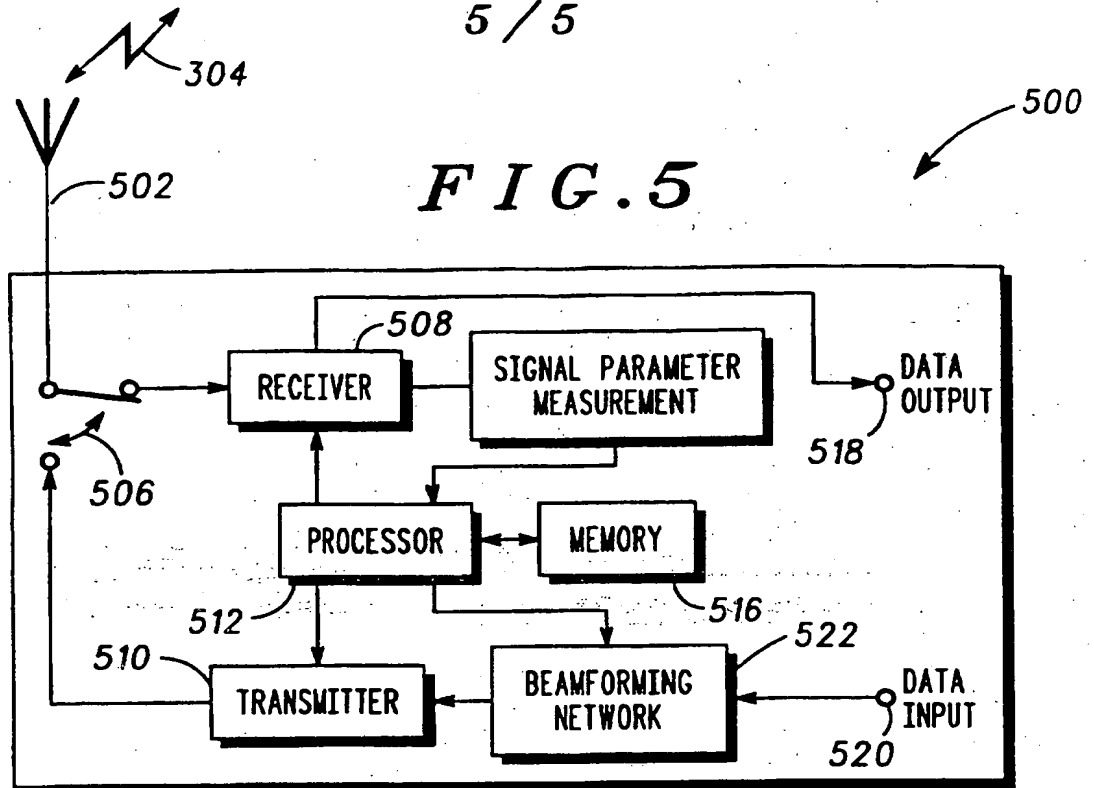 5/5
304
500
502
FIG.5
508
RECEIVER
SIGNAL PARAMETER
MEASUREMENT
DATA
OUTPUT
518
506
PROCESSOR
MEMORY
512
516
522
510
TRANSMITTER
BEAMFORMING
NETWORK
DATA
INPUT
520